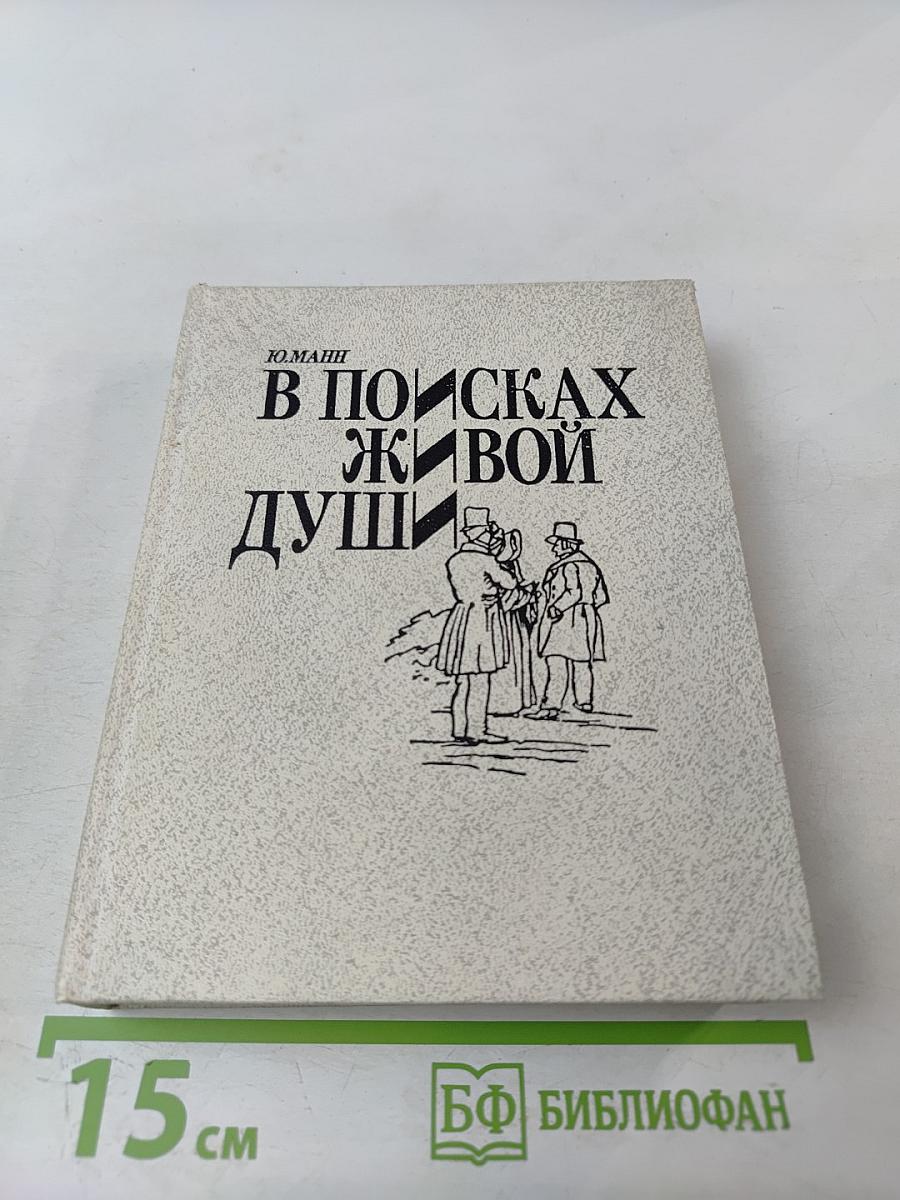 Ю.МАНН
В ПОИСКАХ
ЖИВОЙ
ДУШИ
15 см
БФ БИБЛИОФАН